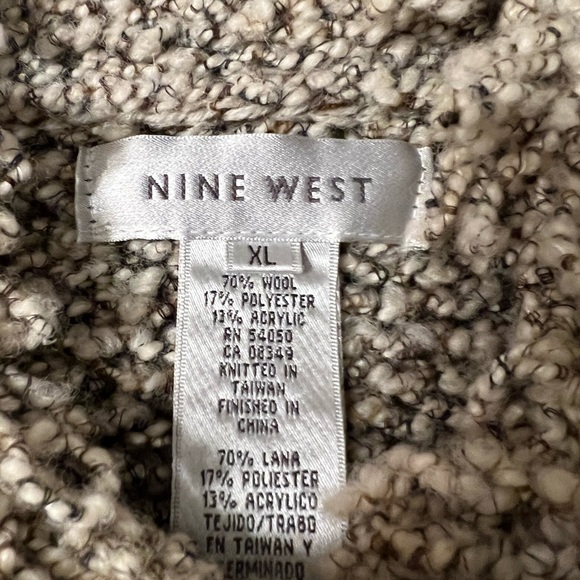 NINE WEST
XL
70% WOOL
17% POLYESTER
13% ACRYLIC
RN 54050
CA 08349
KNITTED IN
TAIWAN
FINISHED IN
CHINA
70% LANA
17% POLIESTER
13% ACRYLICO
TEJIDO/TRABO
EN TAIWAN Y